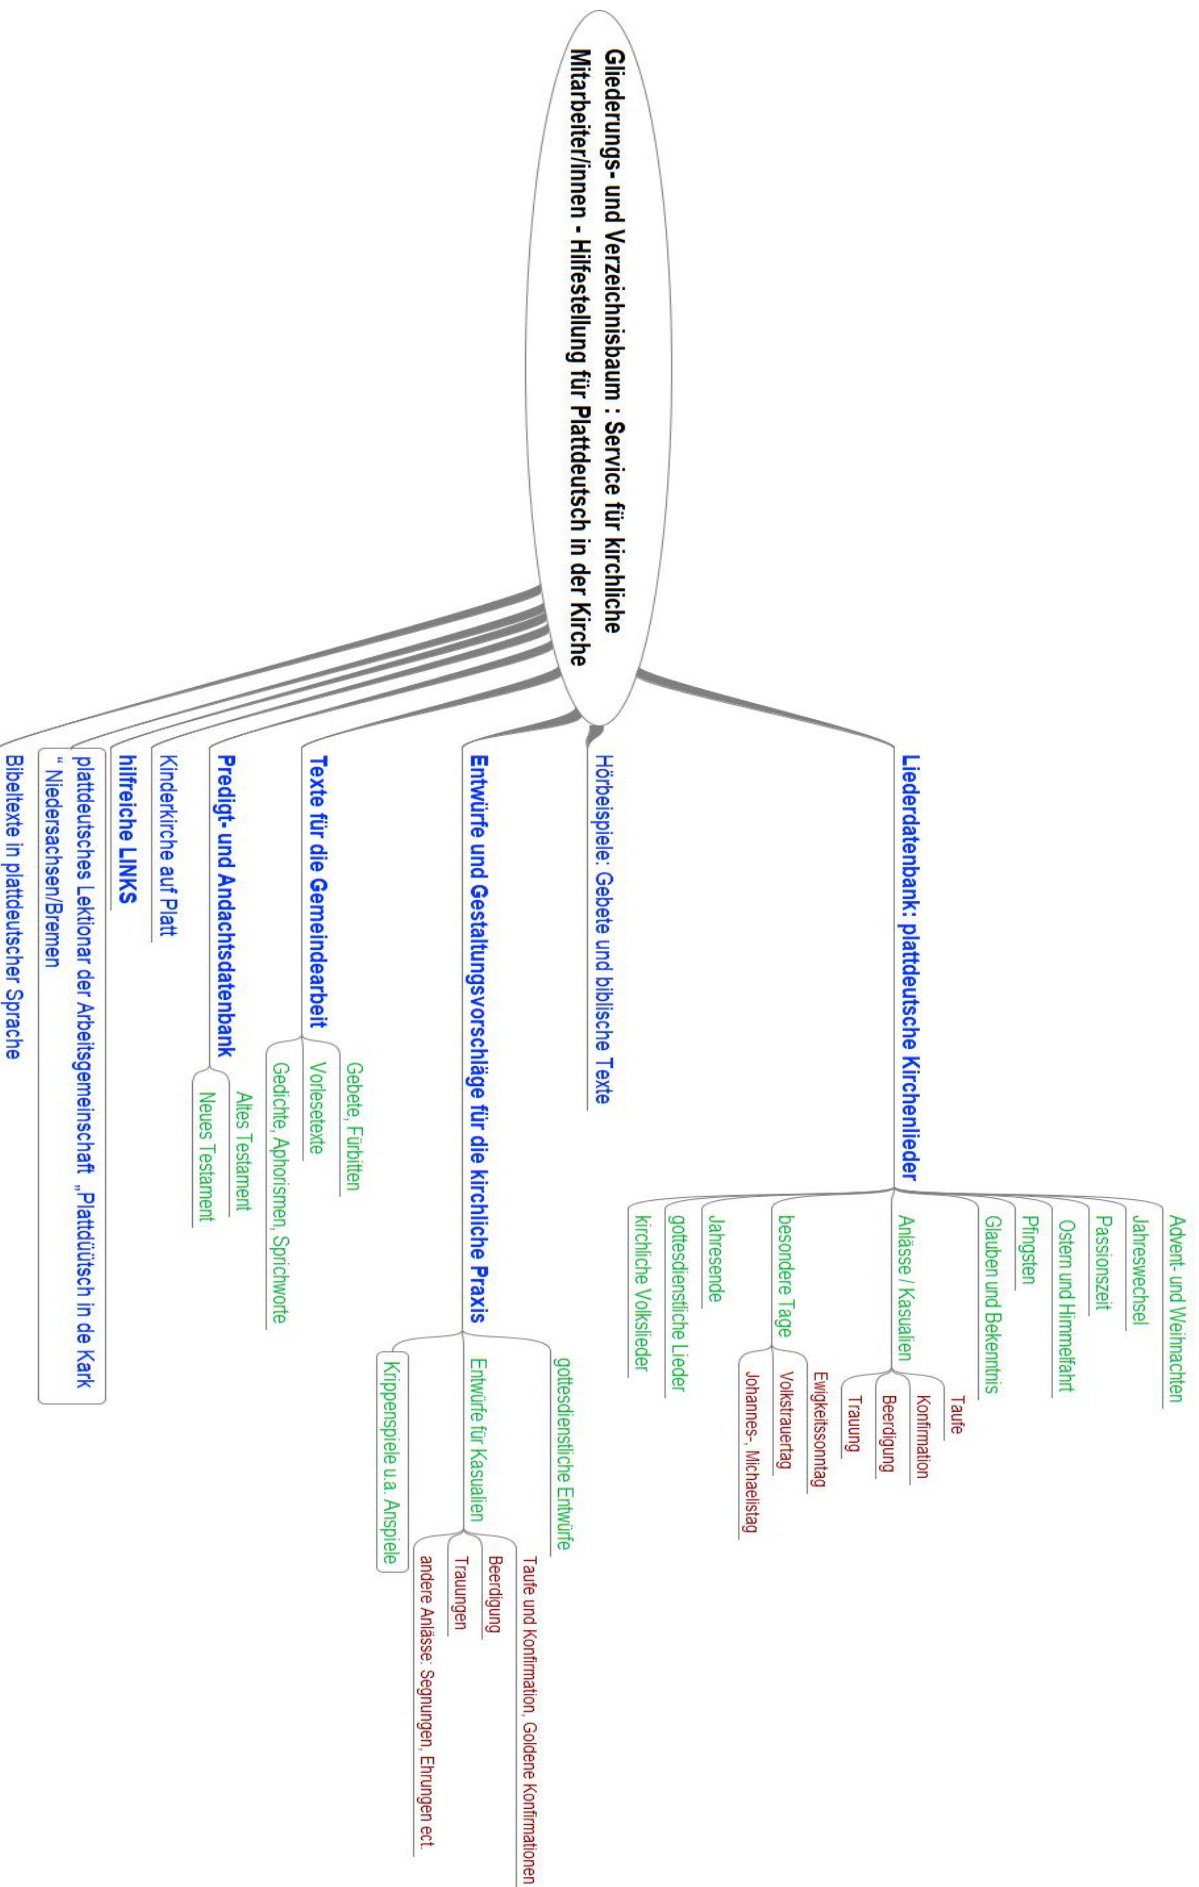 Gliederungs- und Verzeichnisbaum : Service für kirchliche
Mitarbeiter/innen - Hilfestellung für Plattdeutsch in der Kirche
Liederdatenbank: plattdeutsche Kirchenlieder
Advent- und Weihnachten
Jahreswechsel
Passionszeit
Ostern und Himmelfahrt
Pfingsten
Glauben und Bekenntnis
Anlässe / Kasualien
Taufe
Konfirmation
Beerdigung
Trauung
besondere Tage
Ewigkeitssonntag
Volkstrauertag
Johannes-, Michaelistag
Jahresende
gottesdienstliche Lieder
kirchliche Volkslieder
Hörbeispiele: Gebete und biblische Texte
Entwürfe und Gestaltungsvorschläge für die kirchliche Praxis
gottesdienstliche Entwürfe
Entwürfe für Kasualien
Taufe und Konfirmation, Goldene Konfirmationen
Beerdigung
Trauungen
andere Anlässe: Segnungen, Ehrungen ect.
Krippenspiele u.a. Anspiele
Texte für die Gemeindearbeit
Gebete, Fürbitten
Vorlesetexte
Gedichte, Aphorismen, Sprichworte
Predigt- und Andachtsdatenbank
Altes Testament
Neues Testament
Kinderkirche auf Platt
hilfreiche LINKS
plattdeutsches Lektionar der Arbeitsgemeinschaft „Plattdüütsch in de Kark
“ Niedersachsen/Bremen
Bibeltexte in plattdeutscher Sprache